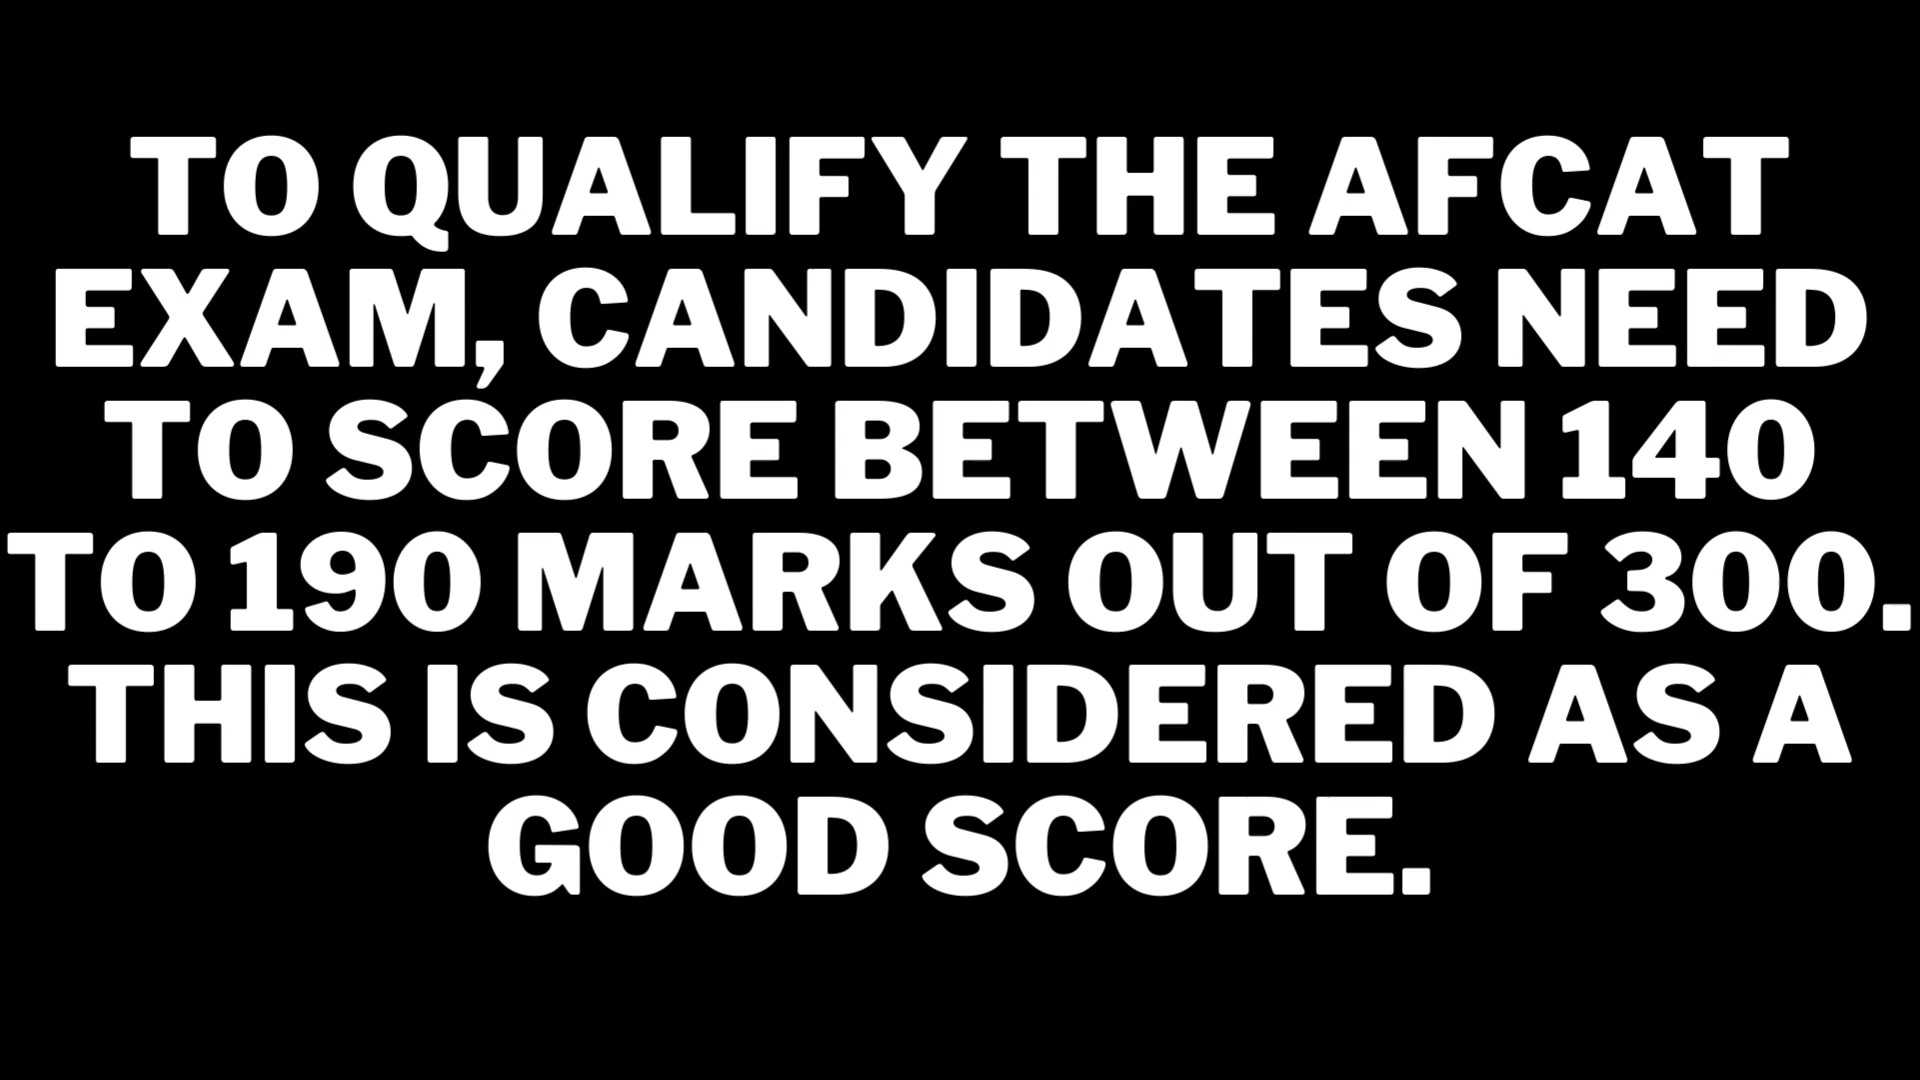 TO QUALIFY THE AFCAT
EXAM, CANDIDATES NEED
TO SCORE BETWEEN 140
TO 190 MARKS OUT OF 300.
THIS IS CONSIDERED AS A
GOOD SCORE.